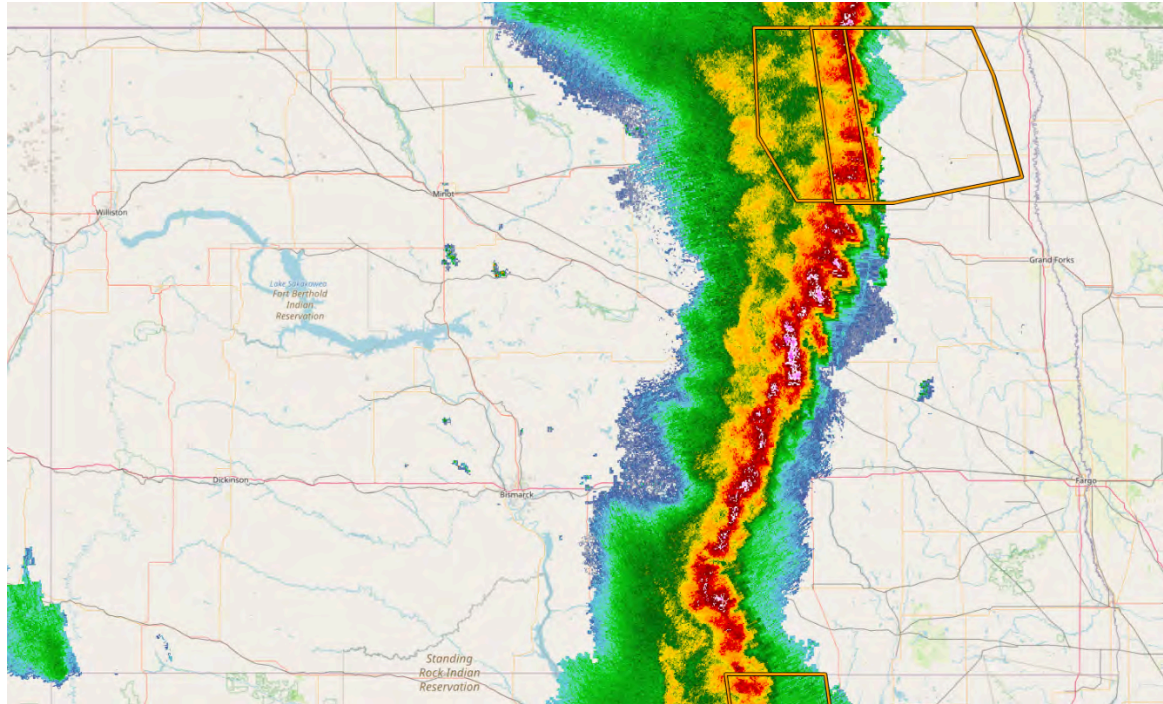 Minot
Williston
Grand Forks
Lake Sakakawea
Fort Berthold
Indian
Reservation
Dickinson
Fargo
Bismarck
Standing
Rock Indian
Reservation